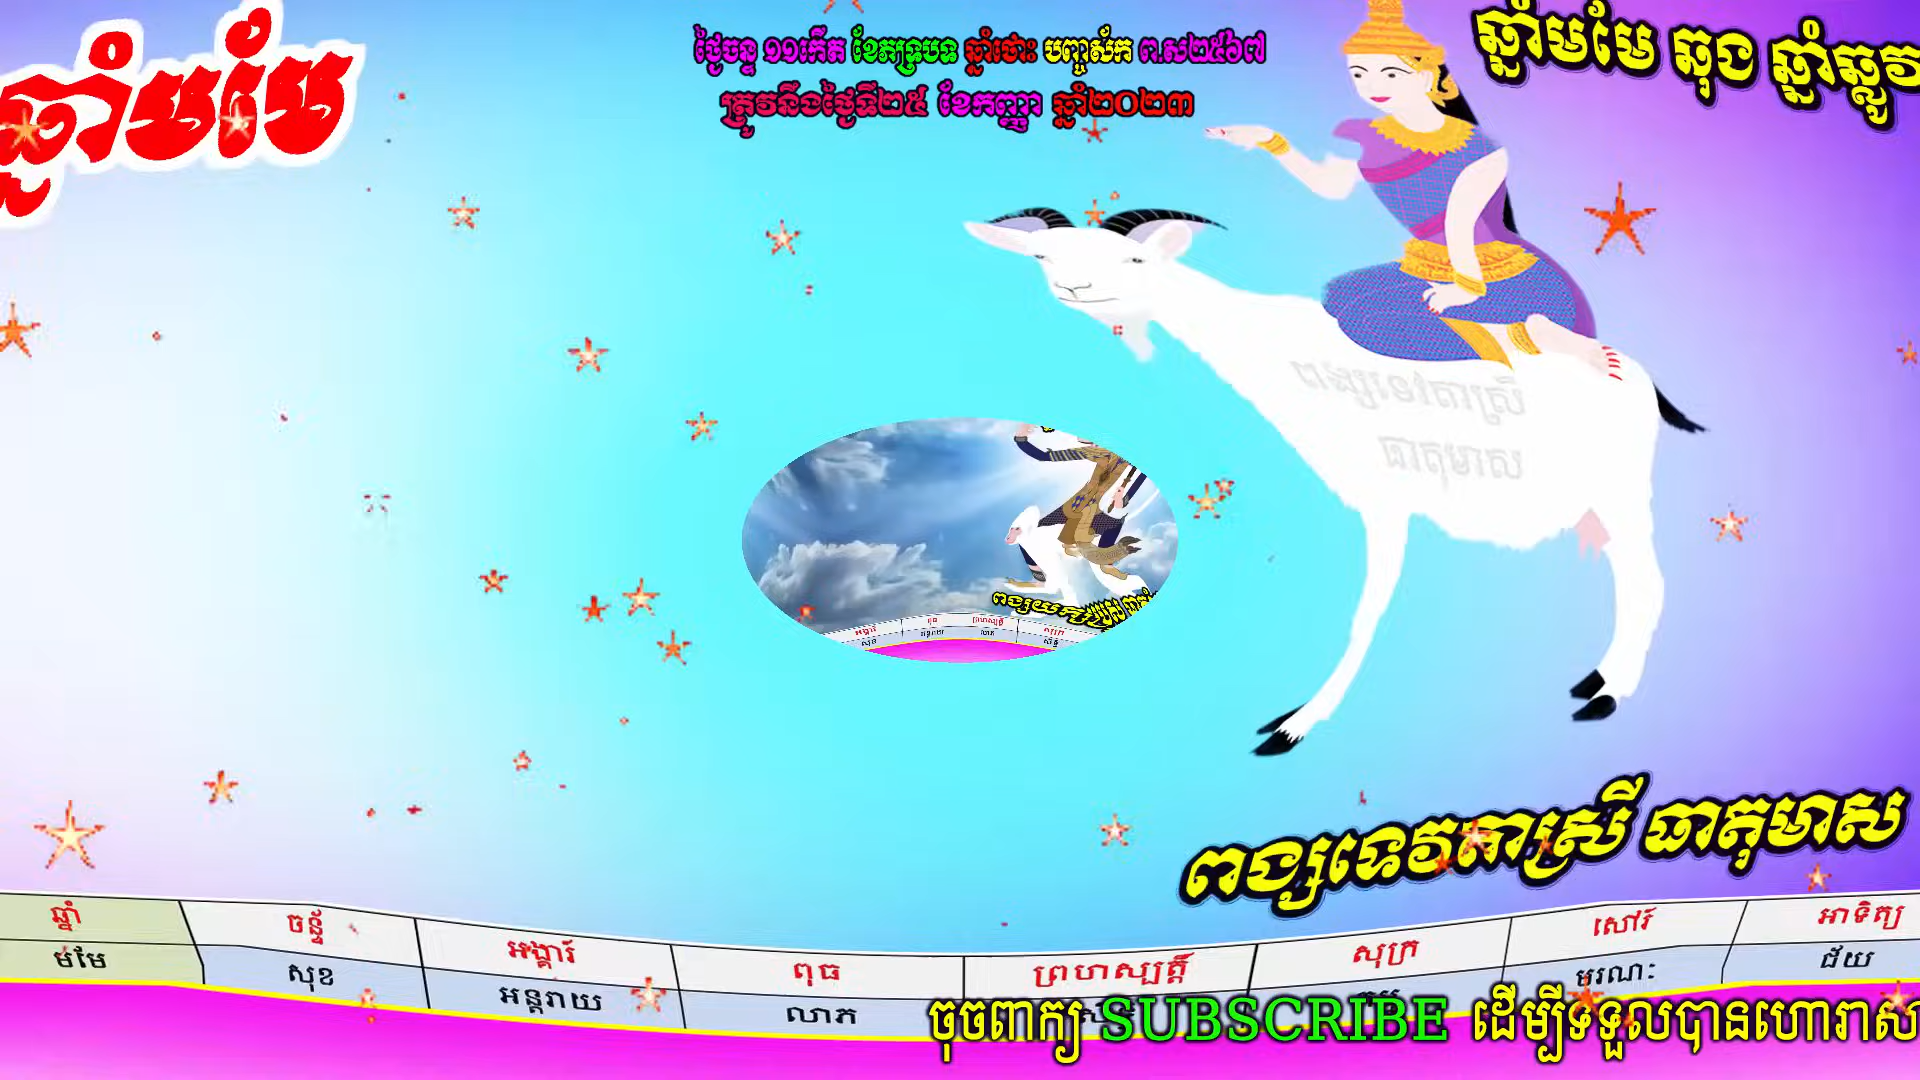 ថ្ងៃចន្ទ ១១កើត ខែភទ្របទ ឆ្នាំថោះ បញ្ចស័ក ព.ស២៥៦៧
ត្រូវនឹងថ្ងៃទី២៥ ខែកញ្ញា ឆ្នាំ២០២៣
ឆ្នាំមមែ
ឆ្នាំមមែ ឆុង ឆ្នាំឆ្លូវ
ពង្សទេវតាស្រី
ធាតុមាស
ពង្សទេវតាស្រី ធាតុមាស
ឆ្នាំ ចន្ទ័ អង្គារ៍ ពុធ ព្រហស្បត្តិ៍ សុក្រ សៅរ៍ អាទិត្យ
មមែ សុខ អន្តរាយ លាភ មរណៈ ជ័យ
ចុចពាក្យ SUBSCRIBE ដើម្បីទទួលបានហោរាស